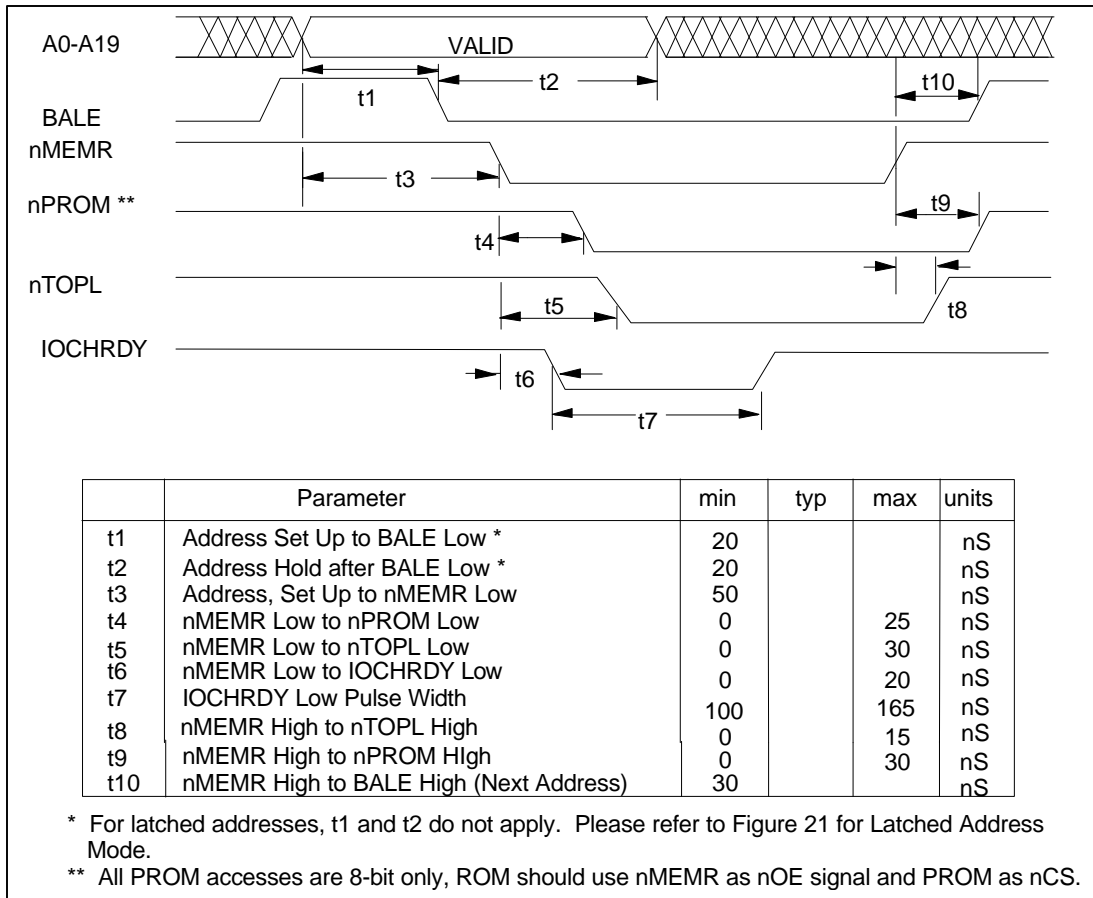 A0-A19
VALID
t1
t2
t10
BALE
nMEMR
t3
nPROM **
t9
t4
nTOPL
t5
t8
IOCHRDY
t6
t7
Parameter min typ max units
t1 Address Set Up to BALE Low * 20 nS
t2 Address Hold after BALE Low * 20 nS
t3 Address, Set Up to nMEMR Low 50 nS
t4 nMEMR Low to nPROM Low 0 25 nS
t5 nMEMR Low to nTOPL Low 0 30 nS
t6 nMEMR Low to IOCHRDY Low 0 20 nS
t7 IOCHRDY Low Pulse Width 100 165 nS
t8 nMEMR High to nTOPL High 0 15 nS
t9 nMEMR High to nPROM HIgh 0 30 nS
t10 nMEMR High to BALE High (Next Address) 30 nS
* For latched addresses, t1 and t2 do not apply. Please refer to Figure 21 for Latched Address
Mode.
** All PROM accesses are 8-bit only, ROM should use nMEMR as nOE signal and PROM as nCS.